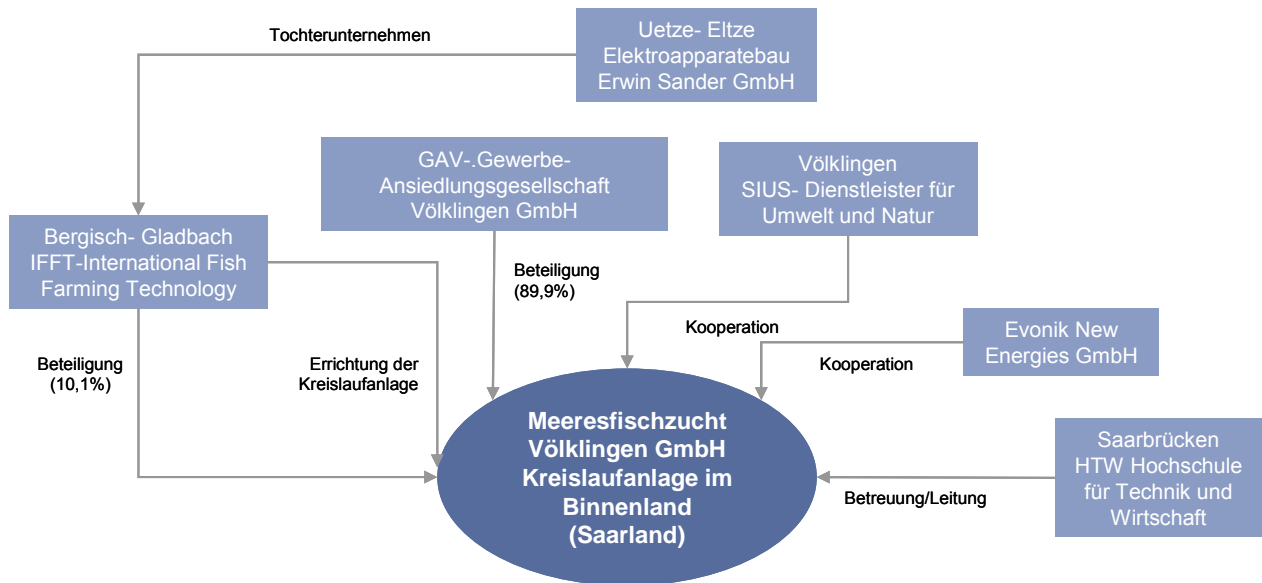 Tochterunternehmen
Uetze- Eltze
Elektroapparatebau
Erwin Sander GmbH
GAV-.Gewerbe-
Ansiedlungsgesellschaft
Völklingen GmbH
Völklingen
SIUS- Dienstleister für
Umwelt und Natur
Bergisch- Gladbach
IFFT-International Fish
Farming Technology
Beteiligung
(89,9%)
Kooperation
Evonik New
Energies GmbH
Beteiligung
(10,1%)
Errichtung der
Kreislaufanlage
Kooperation
Meeresfischzucht
Völklingen GmbH
Kreislaufanlage im
Binnenland
(Saarland)
Saarbrücken
HTW Hochschule
für Technik und
Wirtschaft
Betreuung/Leitung